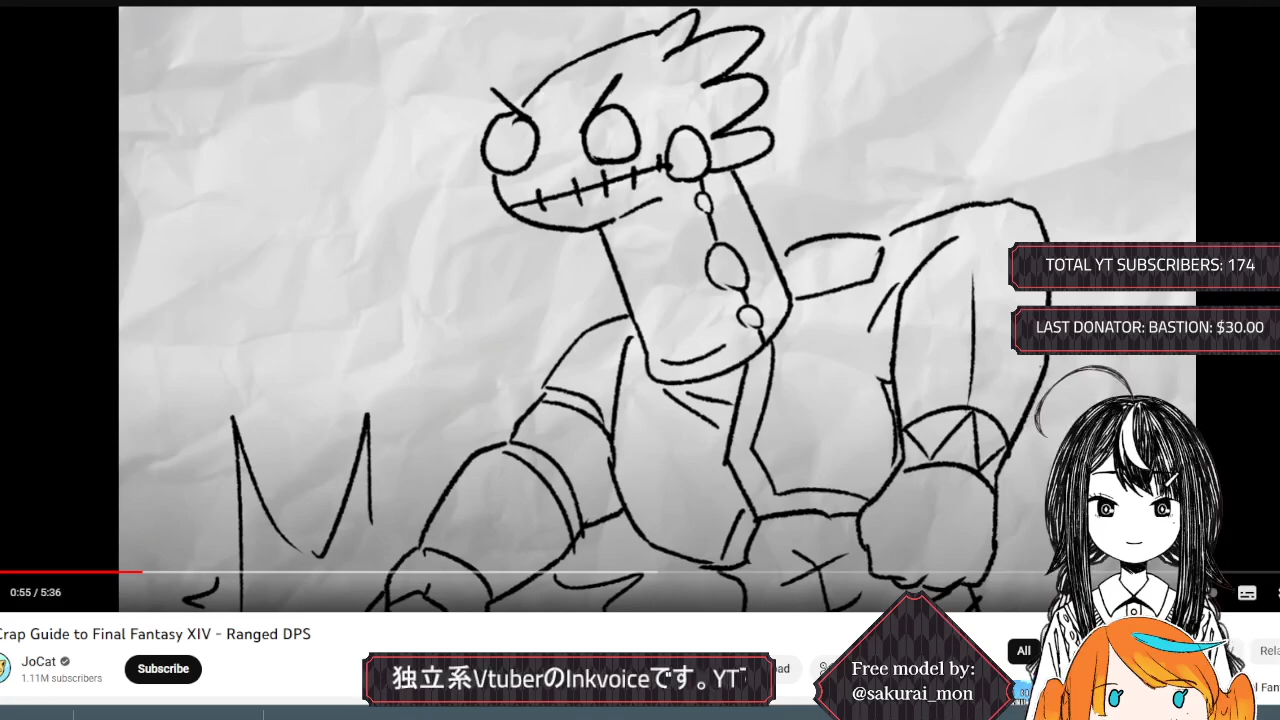 TOTAL YT SUBSCRIBERS: 174
LAST DONATOR: BASTION: $30.00
0:55 / 5:36
Crap Guide to Final Fantasy XIV - Ranged DPS
JoCat
1.11M subscribers
Subscribe
All
独立系VtuberのInkvoiceです。YT
Free model by:
@sakurai_mon